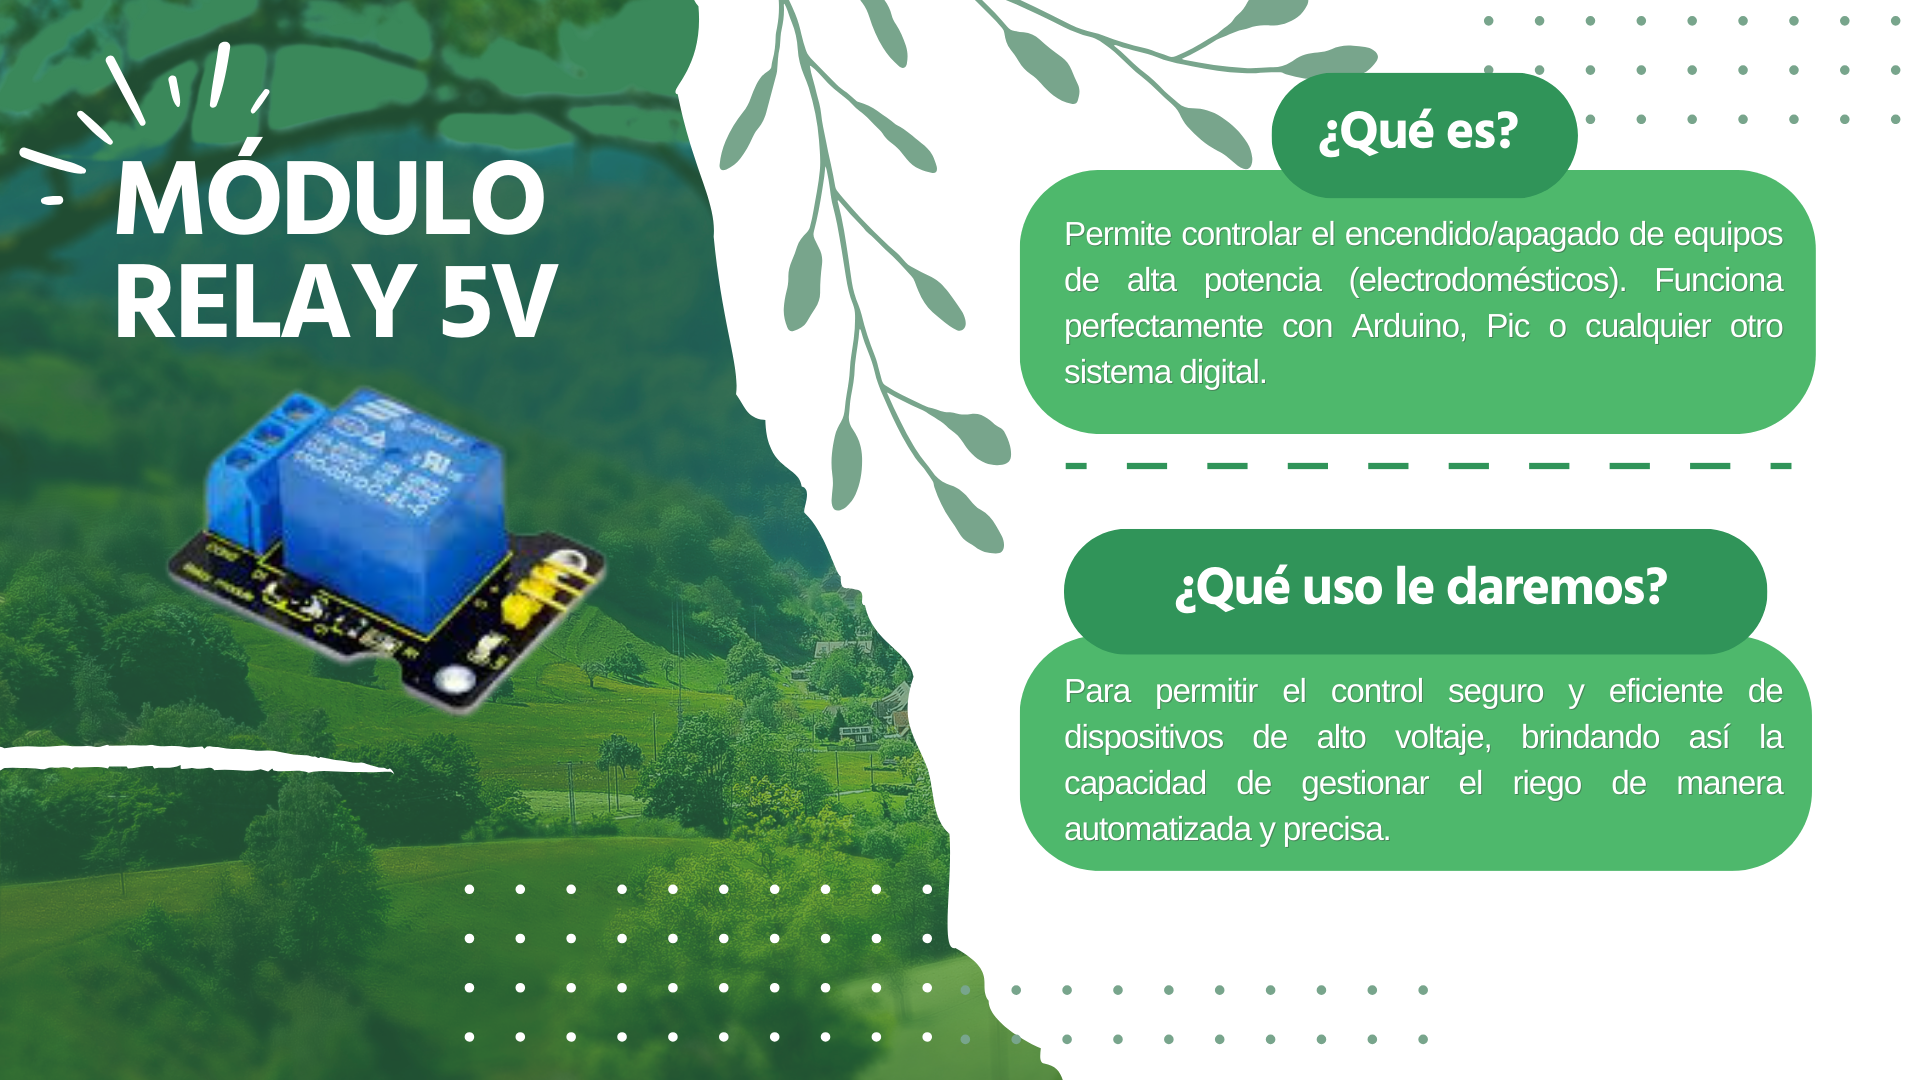 MÓDULO
RELAY 5V
¿Qué es?
Permite controlar el encendido/apagado de equipos
de alta potencia (electrodomésticos). Funciona
perfectamente con Arduino, Pic o cualquier otro
sistema digital.
¿Qué uso le daremos?
Para permitir el control seguro y eficiente de
dispositivos de alto voltaje, brindando así la
capacidad de gestionar el riego de manera
automatizada y precisa.